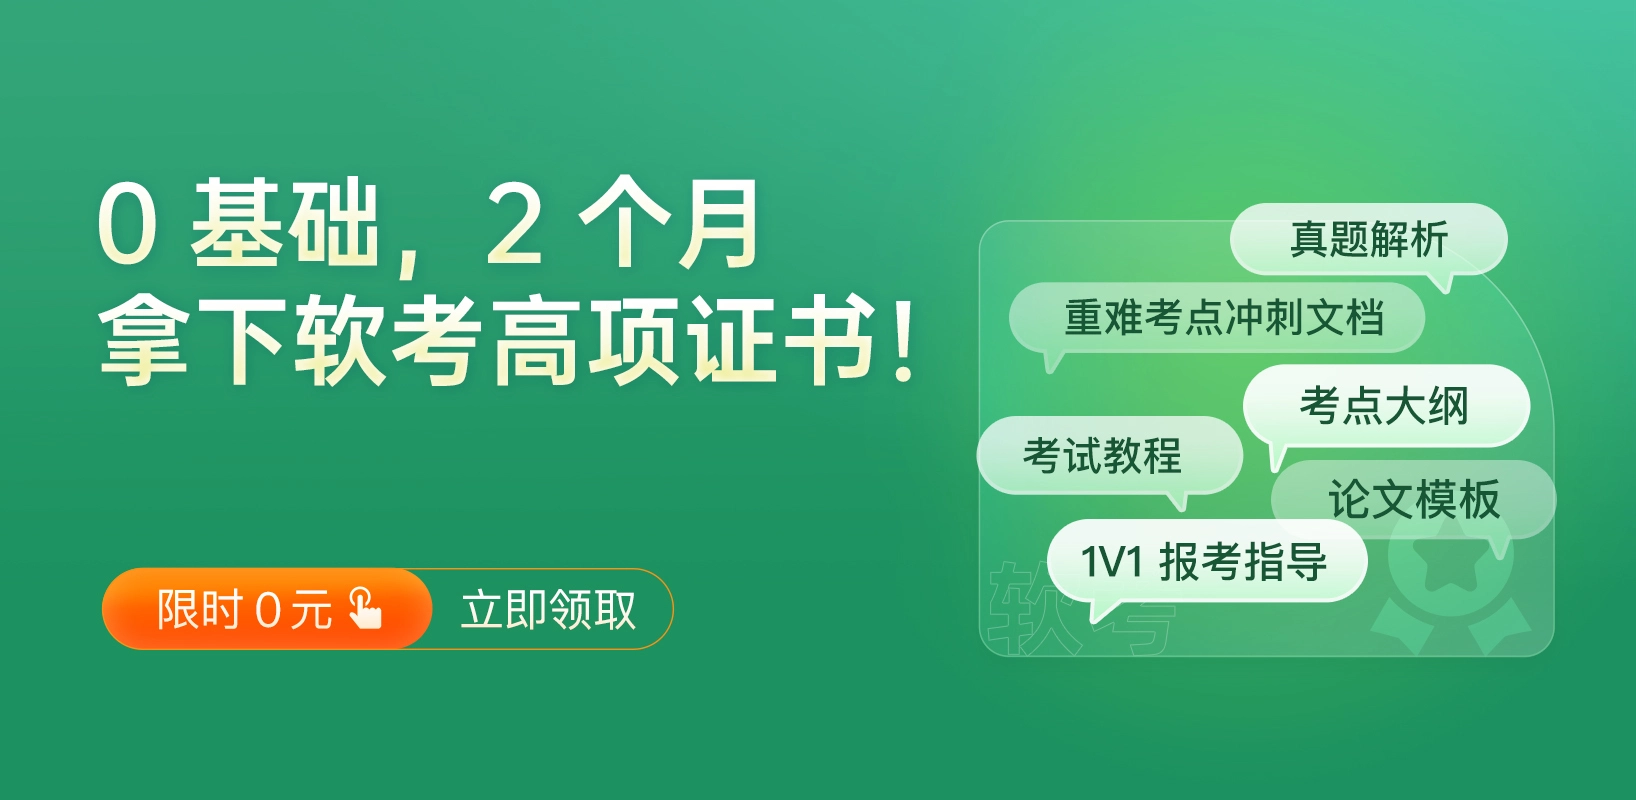 0 基础，2 个月
拿下软考高项证书！
限时 0 元
立即领取
真题解析
重难考点冲刺文档
考点大纲
考试教程
论文模板
1V1 报考指导
软考